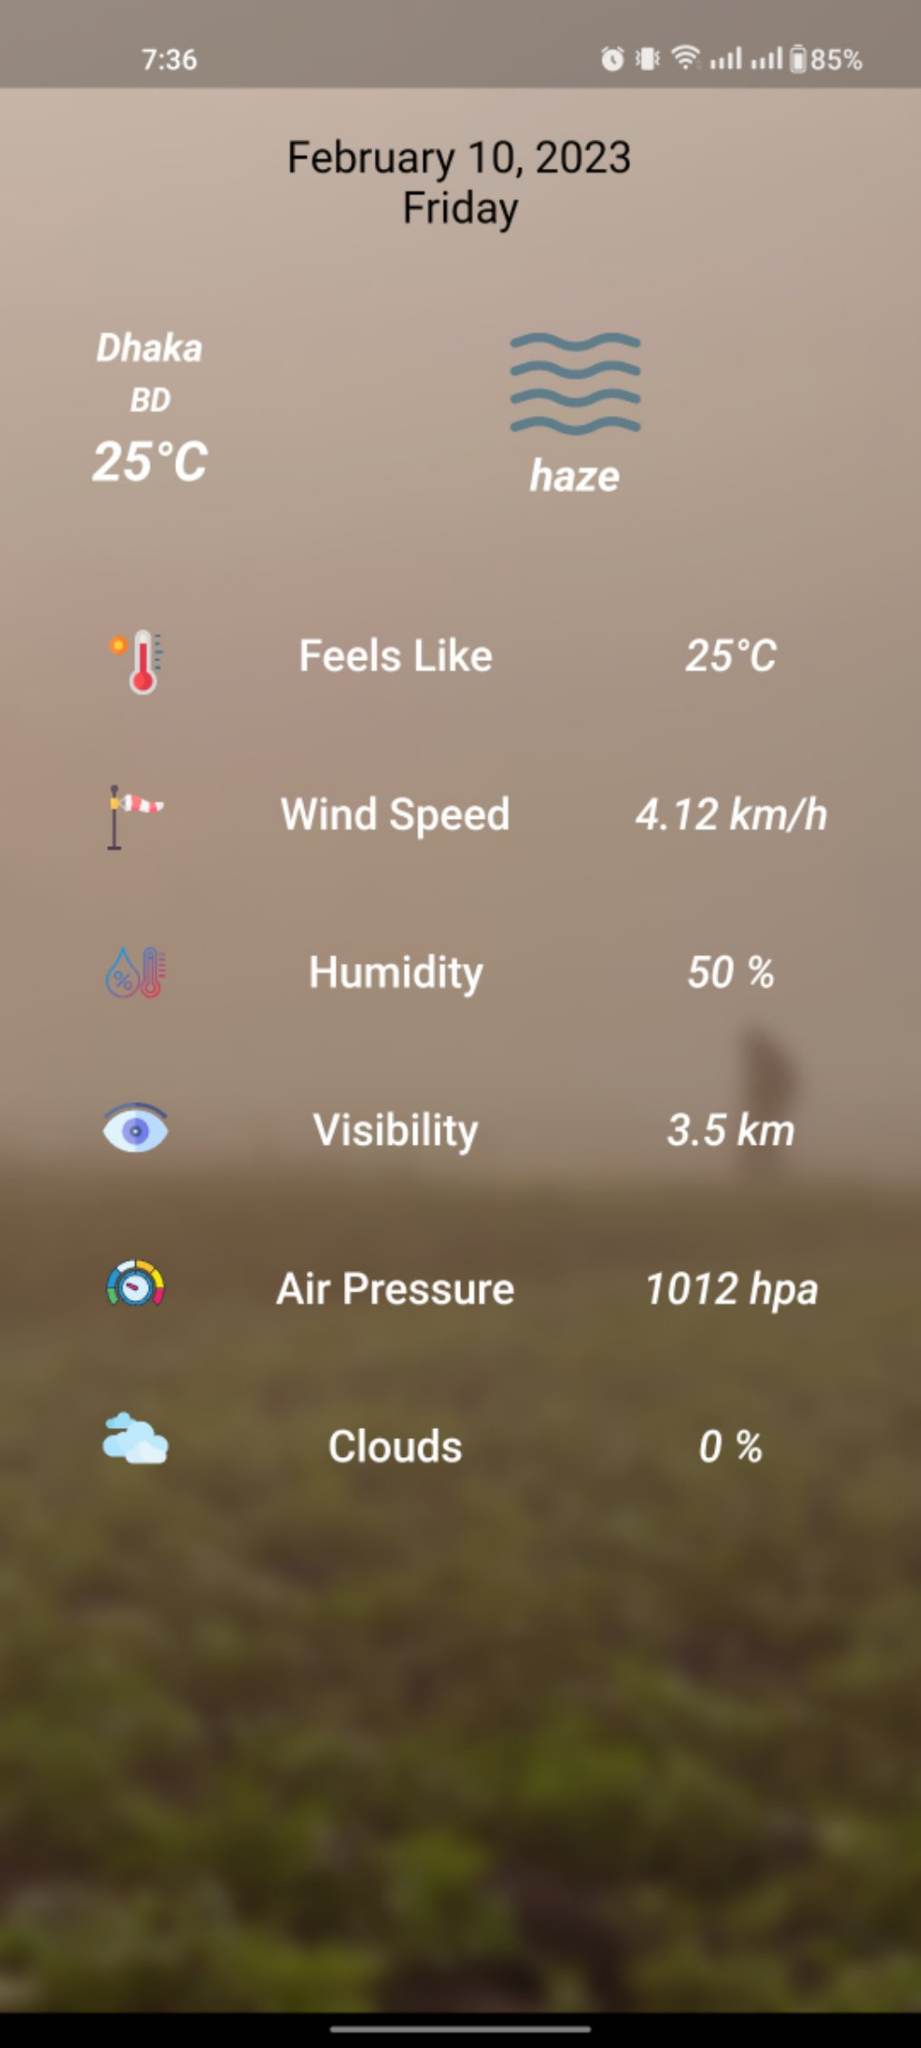 7:36 85%
February 10, 2023
Friday
Dhaka
BD
25°C
haze
Feels Like 25°C
Wind Speed 4.12 km/h
Humidity 50 %
Visibility 3.5 km
Air Pressure 1012 hpa
Clouds 0 %